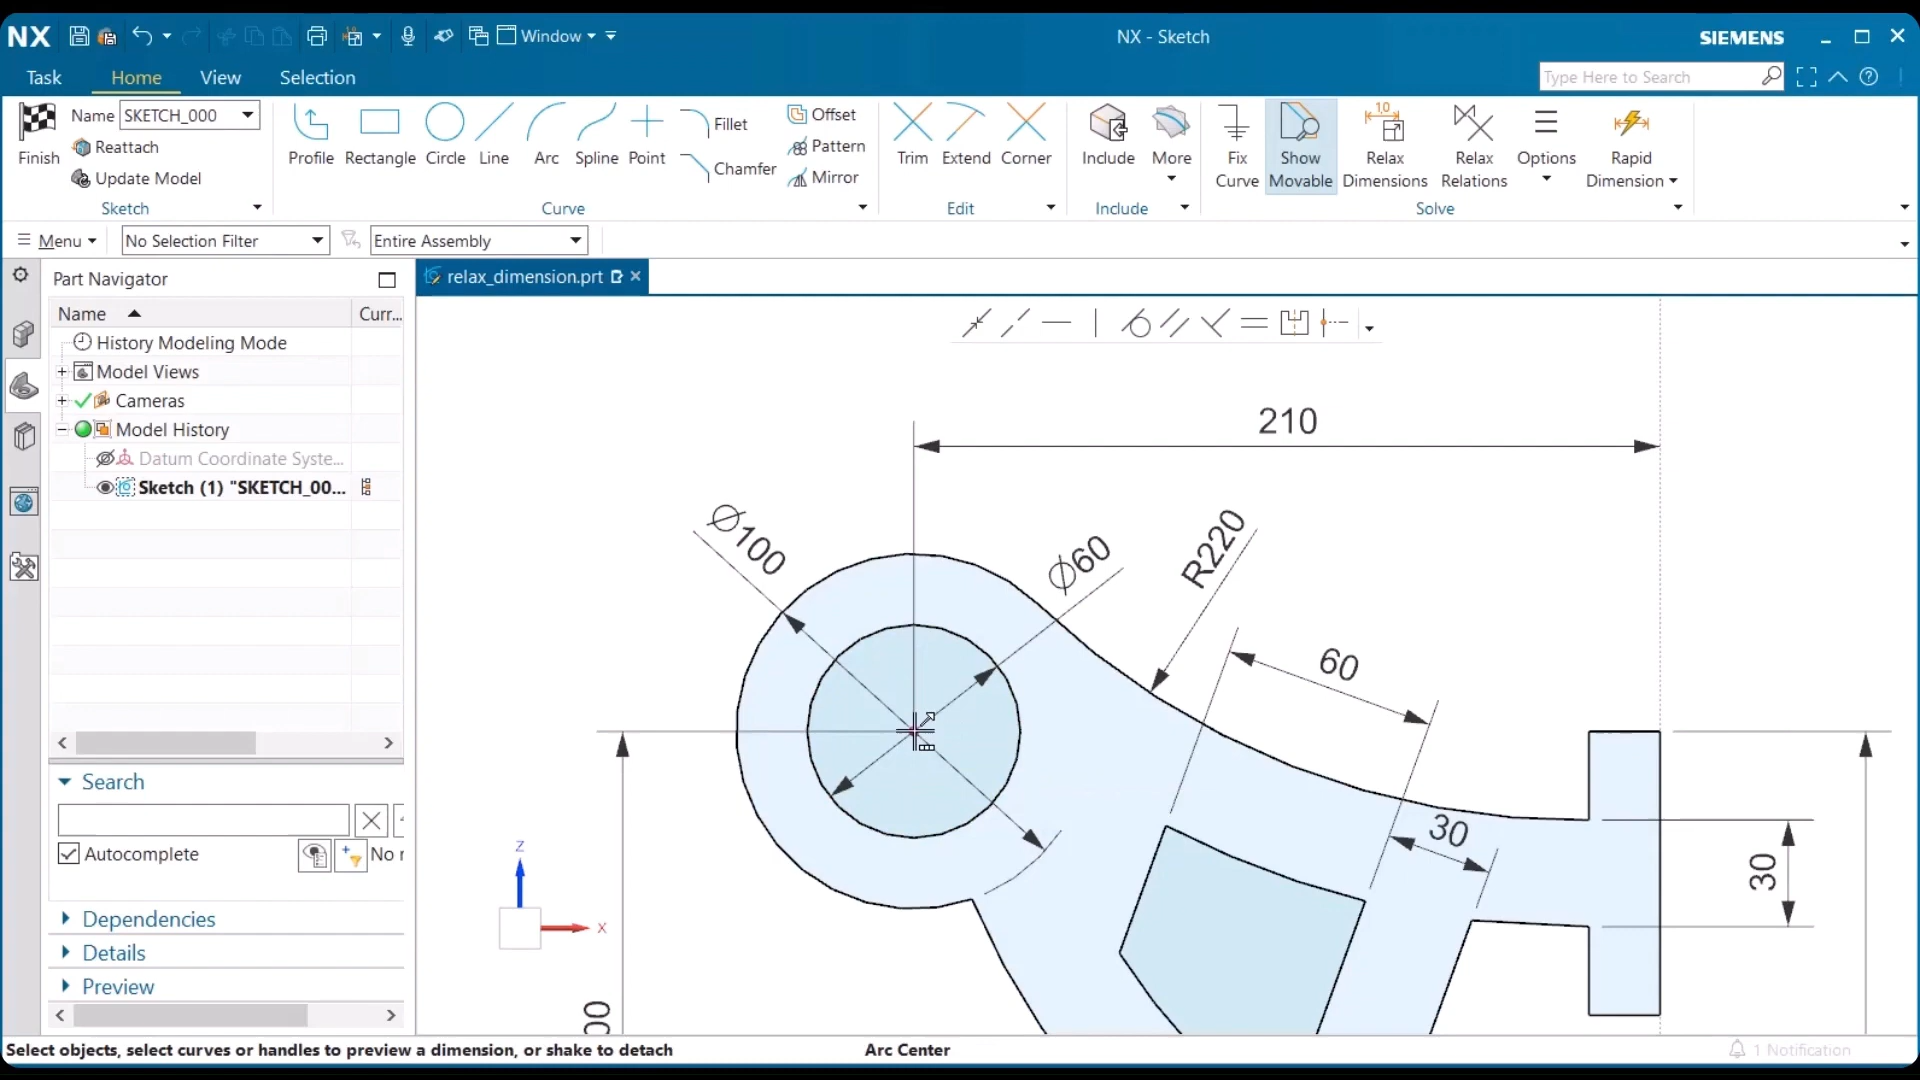 NX Window NX - Sketch SIEMENS
Task Home View Selection Type Here to Search
Name SKETCH_000
Reattach
Update Model
Finish
Sketch
Profile Rectangle Circle Line Arc Spline Point
Fillet
Chamfer
Offset
Pattern
Mirror
Curve
Trim Extend Corner
Edit
Include More
Include
Fix Curve
Show Movable
Relax Dimensions
Relax Relations
Options
Rapid Dimension
Solve
Menu No Selection Filter Entire Assembly
Part Navigator
relax_dimension.prt
Name Curr...
History Modeling Mode
Model Views
Cameras
Model History
Datum Coordinate Syste...
Sketch (1) "SKETCH_00...
Search
Autocomplete
Dependencies
Details
Preview
210
Ø100
Ø60
R220
60
30
30
00
Z
X
Select objects, select curves or handles to preview a dimension, or shake to detach Arc Center 1 Notification